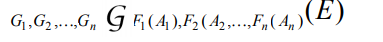 G₁,G₂,...,Gₙ 𝒢 F₁(A₁),F₂(A₂,...,Fₙ(Aₙ) (E)